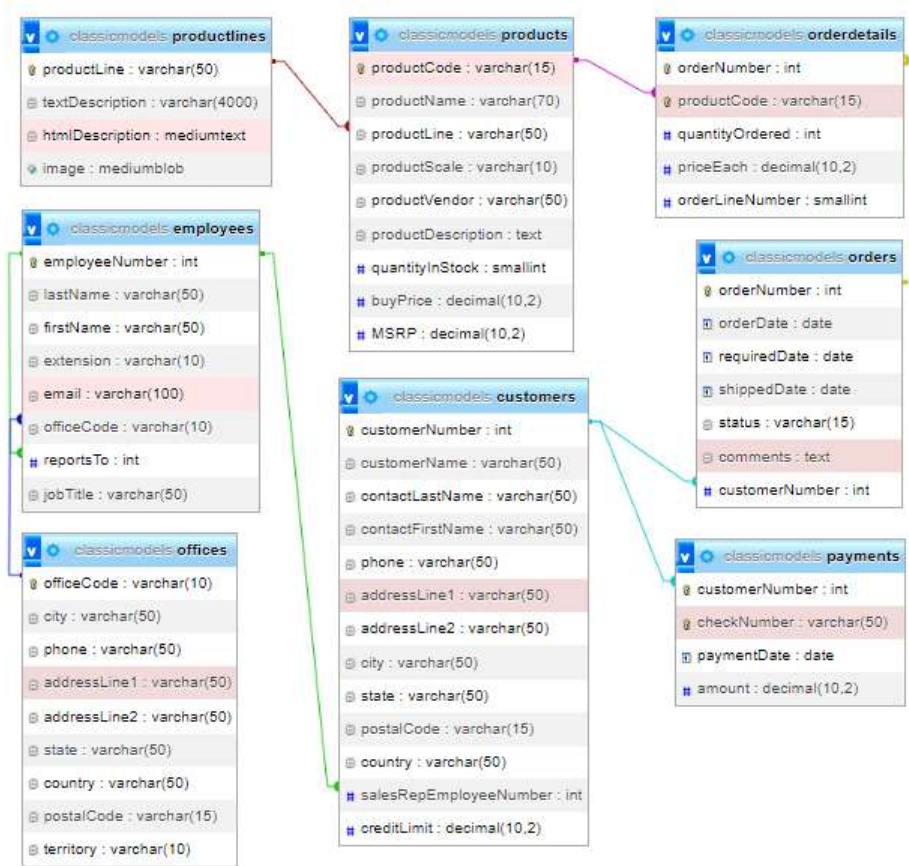 classicmodels productlines
productLine : varchar(50)
textDescription : varchar(4000)
htmlDescription : mediumtext
image : mediumblob
classicmodels products
productCode : varchar(15)
productName : varchar(70)
productLine : varchar(50)
productScale : varchar(10)
productVendor : varchar(50)
productDescription : text
quantityInStock : smallint
buyPrice : decimal(10,2)
MSRP : decimal(10,2)
classicmodels orderdetails
orderNumber : int
productCode : varchar(15)
quantityOrdered : int
priceEach : decimal(10,2)
orderLineNumber : smallint
classicmodels employees
employeeNumber : int
lastName : varchar(50)
firstName : varchar(50)
extension : varchar(10)
email : varchar(100)
officeCode : varchar(10)
reportsTo : int
jobTitle : varchar(50)
classicmodels orders
orderNumber : int
orderDate : date
requiredDate : date
shippedDate : date
status : varchar(15)
comments : text
customerNumber : int
classicmodels customers
customerNumber : int
customerName : varchar(50)
contactLastName : varchar(50)
contactFirstName : varchar(50)
phone : varchar(50)
addressLine1 : varchar(50)
addressLine2 : varchar(50)
city : varchar(50)
state : varchar(50)
postalCode : varchar(15)
country : varchar(50)
salesRepEmployeeNumber : int
creditLimit : decimal(10,2)
classicmodels offices
officeCode : varchar(10)
city : varchar(50)
phone : varchar(50)
addressLine1 : varchar(50)
addressLine2 : varchar(50)
state : varchar(50)
country : varchar(50)
postalCode : varchar(15)
territory : varchar(10)
classicmodels payments
customerNumber : int
checkNumber : varchar(50)
paymentDate : date
amount : decimal(10,2)